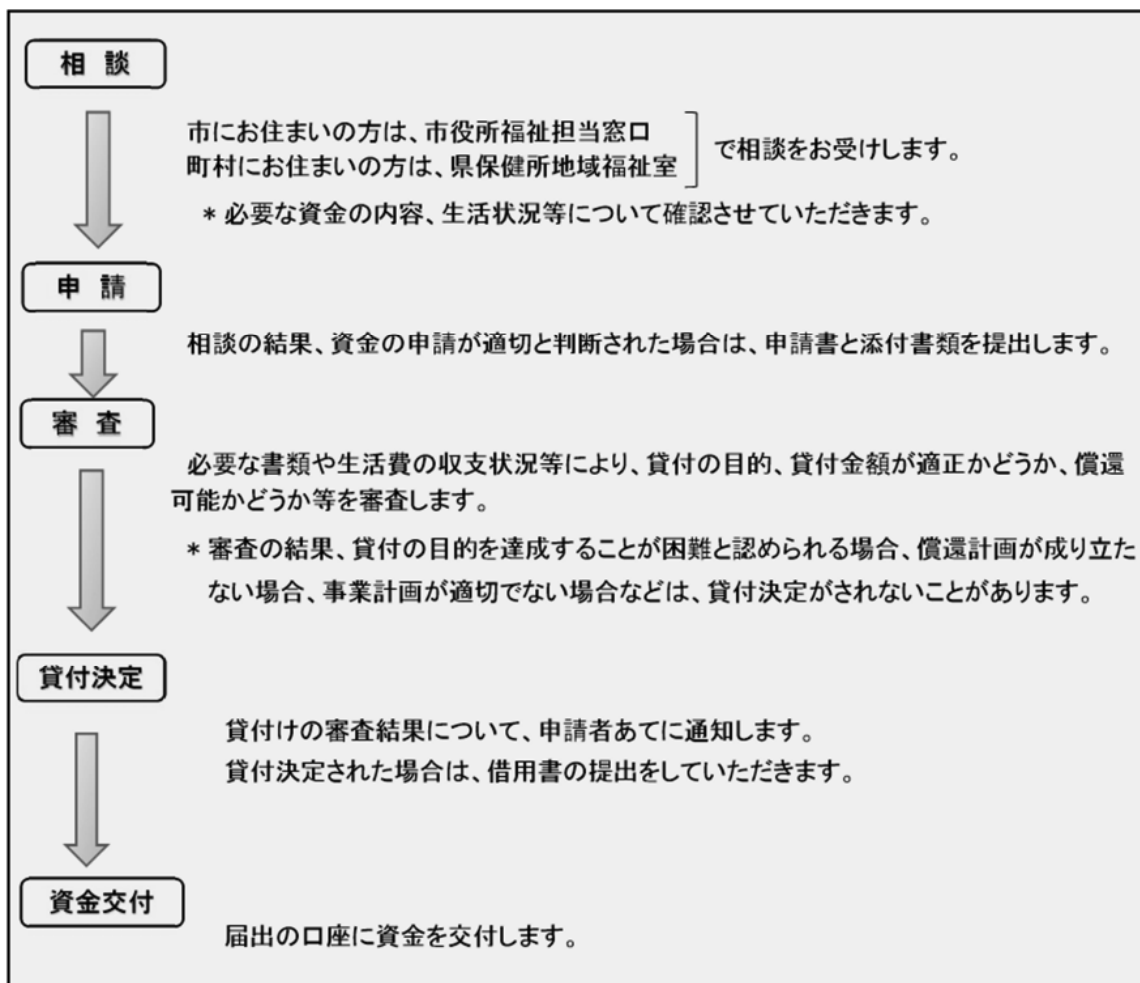 相 談
市にお住まいの方は、市役所福祉担当窓口
町村にお住まいの方は、県保健所地域福祉室
で相談をお受けします。
* 必要な資金の内容、生活状況等について確認させていただきます。
申 請
相談の結果、資金の申請が適切と判断された場合は、申請書と添付書類を提出します。
審 査
必要な書類や生活費の収支状況等により、貸付の目的、貸付金額が適正かどうか、償還
可能かどうか等を審査します。
* 審査の結果、貸付の目的を達成することが困難と認められる場合、償還計画が成り立た
ない場合、事業計画が適切でない場合などは、貸付決定がされないことがあります。
貸付決定
貸付けの審査結果について、申請者あてに通知します。
貸付決定された場合は、借用書の提出をしていただきます。
資金交付
届出の口座に資金を交付します。